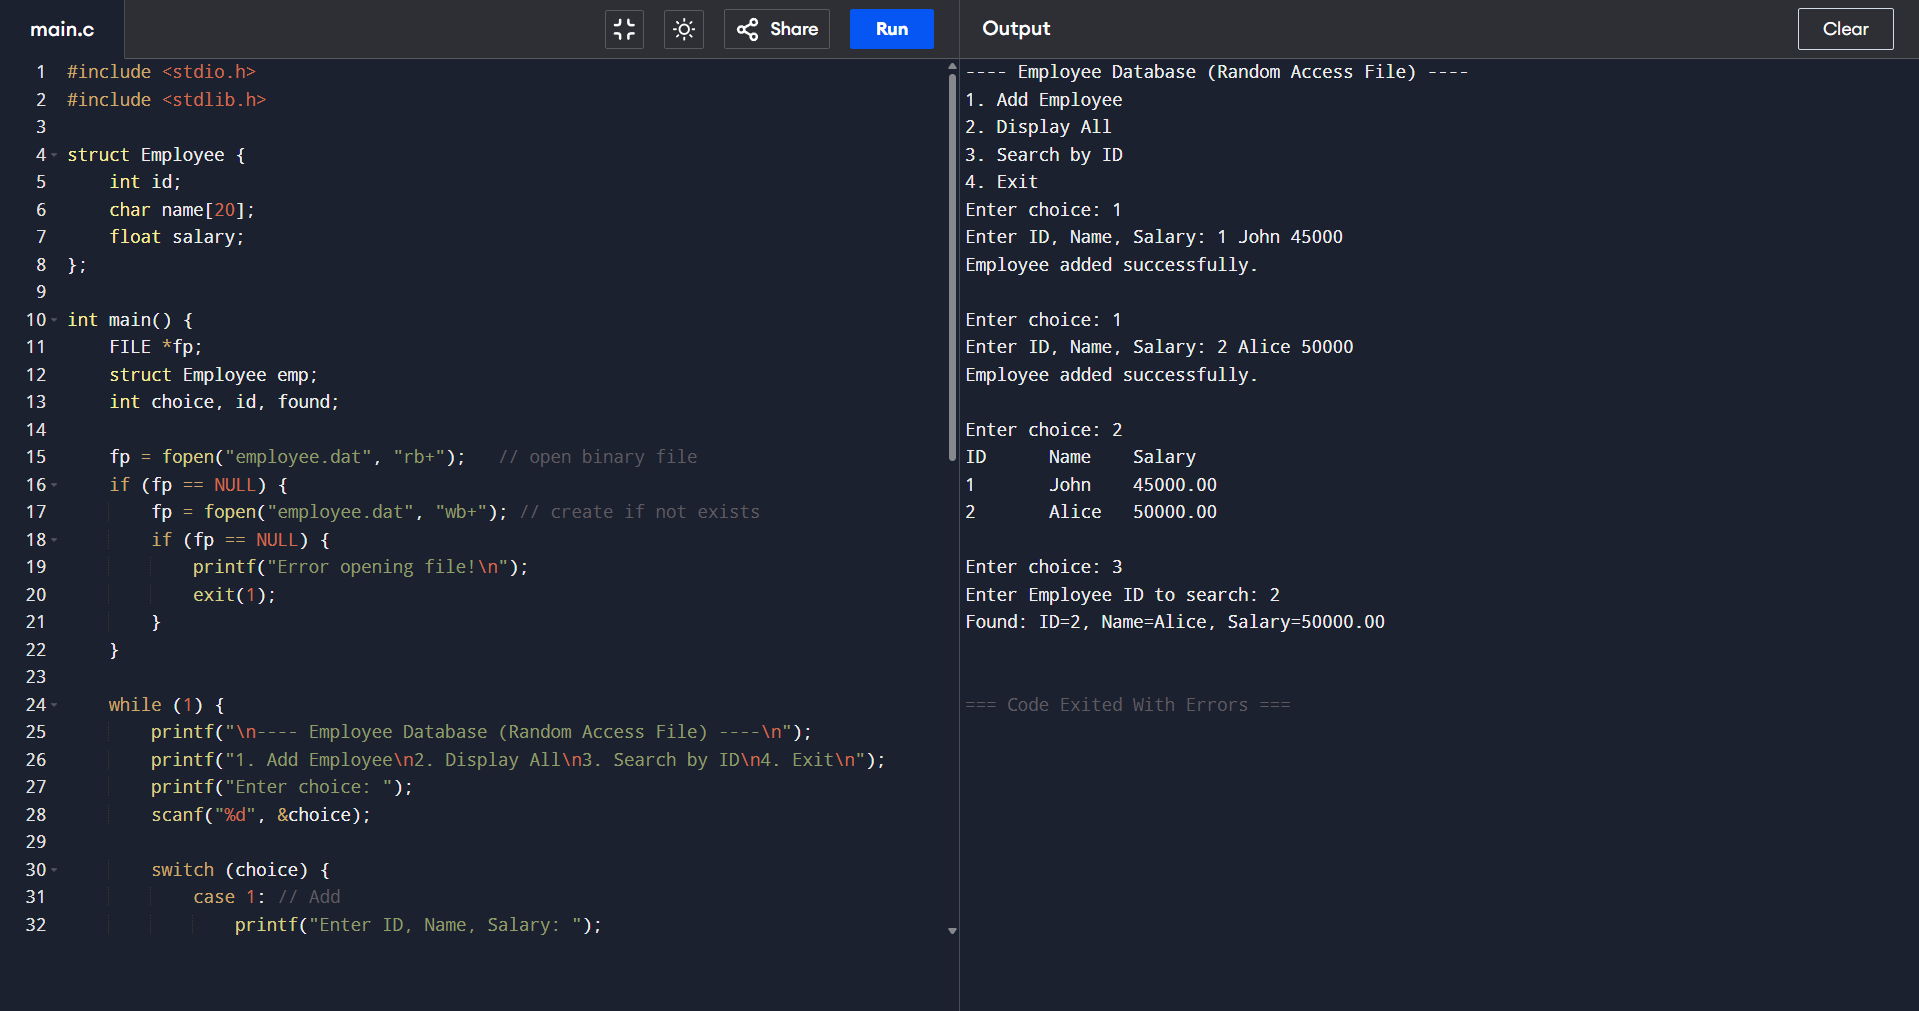 main.c
Share
Run
1 #include <stdio.h>
2 #include <stdlib.h>
3
4 struct Employee {
5     int id;
6     char name[20];
7     float salary;
8 };
9
10 int main() {
11     FILE *fp;
12     struct Employee emp;
13     int choice, id, found;
14
15     fp = fopen("employee.dat", "rb+");   // open binary file
16     if (fp == NULL) {
17         fp = fopen("employee.dat", "wb+"); // create if not exists
18         if (fp == NULL) {
19             printf("Error opening file!\n");
20             exit(1);
21         }
22     }
23
24     while (1) {
25         printf("\n---- Employee Database (Random Access File) ----\n");
26         printf("1. Add Employee\n2. Display All\n3. Search by ID\n4. Exit\n");
27         printf("Enter choice: ");
28         scanf("%d", &choice);
29
30         switch (choice) {
31             case 1: // Add
32                 printf("Enter ID, Name, Salary: ");
Output
Clear
---- Employee Database (Random Access File) ----
1. Add Employee
2. Display All
3. Search by ID
4. Exit
Enter choice: 1
Enter ID, Name, Salary: 1 John 45000
Employee added successfully.

Enter choice: 1
Enter ID, Name, Salary: 2 Alice 50000
Employee added successfully.

Enter choice: 2
ID      Name    Salary
1       John    45000.00
2       Alice   50000.00

Enter choice: 3
Enter Employee ID to search: 2
Found: ID=2, Name=Alice, Salary=50000.00

=== Code Exited With Errors ===